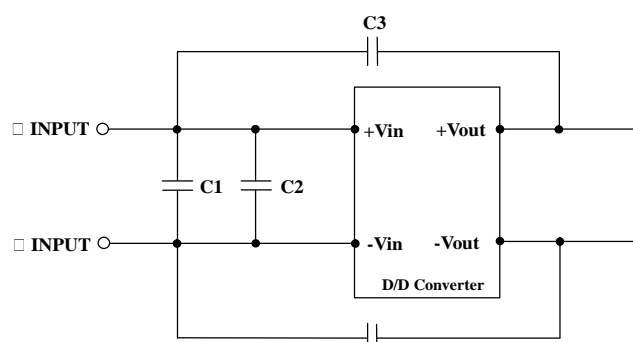 C3
□ INPUT
+Vin
+Vout
C1
C2
□ INPUT
-Vin
-Vout
D/D Converter